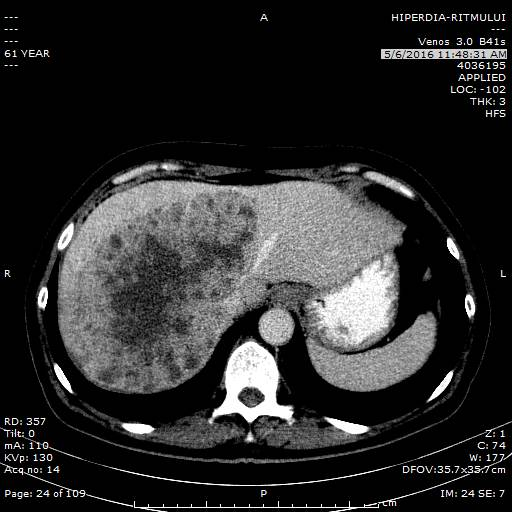 ---
---
---
61 YEAR
---
A
HIPERDIA-RITMULUI
---
Venos 3.0 B41s
5/6/2016 11:48:31 AM
4036195
APPLIED
LOC: -102
THK: 3
HFS
R
L
RD: 357
Tilt: 0
mA: 110
KVp: 130
Acq no: 14
Page: 24 of 109
P
cm
Z: 1
C: 74
W: 177
DFOV:35.7x35.7cm
IM: 24 SE: 7